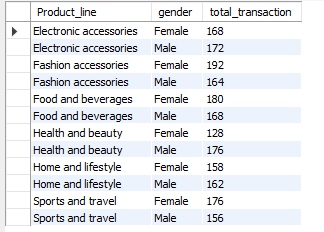 Product_line gender total_transaction
Electronic accessories Female 168
Electronic accessories Male 172
Fashion accessories Female 192
Fashion accessories Male 164
Food and beverages Female 180
Food and beverages Male 168
Health and beauty Female 128
Health and beauty Male 176
Home and lifestyle Female 158
Home and lifestyle Male 162
Sports and travel Female 176
Sports and travel Male 156